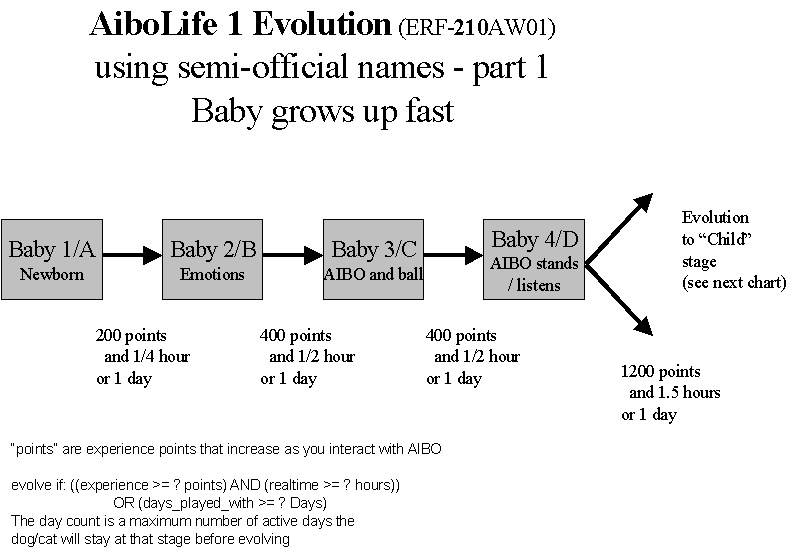 AiboLife 1 Evolution (ERF-210AW01)
using semi-official names - part 1
Baby grows up fast
Baby 1/A
Newborn
Baby 2/B
Emotions
Baby 3/C
AIBO and ball
Baby 4/D
AIBO stands
/ listens
Evolution
to “Child”
stage
(see next chart)
200 points
and 1/4 hour
or 1 day
400 points
and 1/2 hour
or 1 day
400 points
and 1/2 hour
or 1 day
1200 points
and 1.5 hours
or 1 day
"points" are experience points that increase as you interact with AIBO
evolve if: ((experience >= ? points) AND (realtime >= ? hours))
OR (days_played_with >= ? Days)
The day count is a maximum number of active days the
dog/cat will stay at that stage before evolving